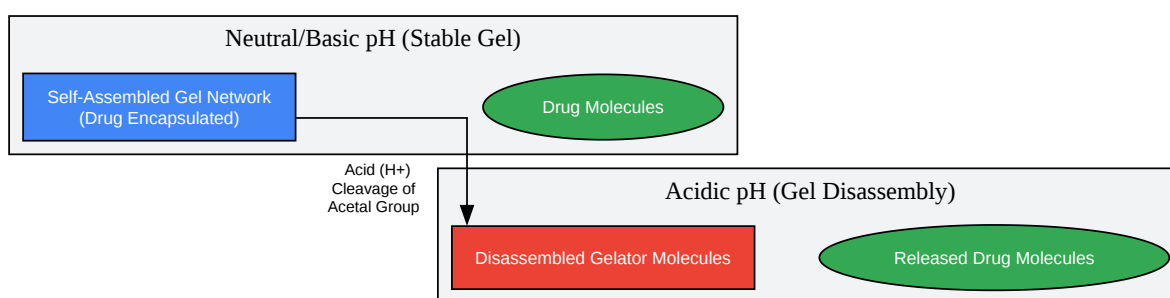 Neutral/Basic pH (Stable Gel)
Self-Assembled Gel Network
(Drug Encapsulated)
Drug Molecules
Acid (H+)
Cleavage of
Acetal Group
Acidic pH (Gel Disassembly)
Disassembled Gelator Molecules
Released Drug Molecules